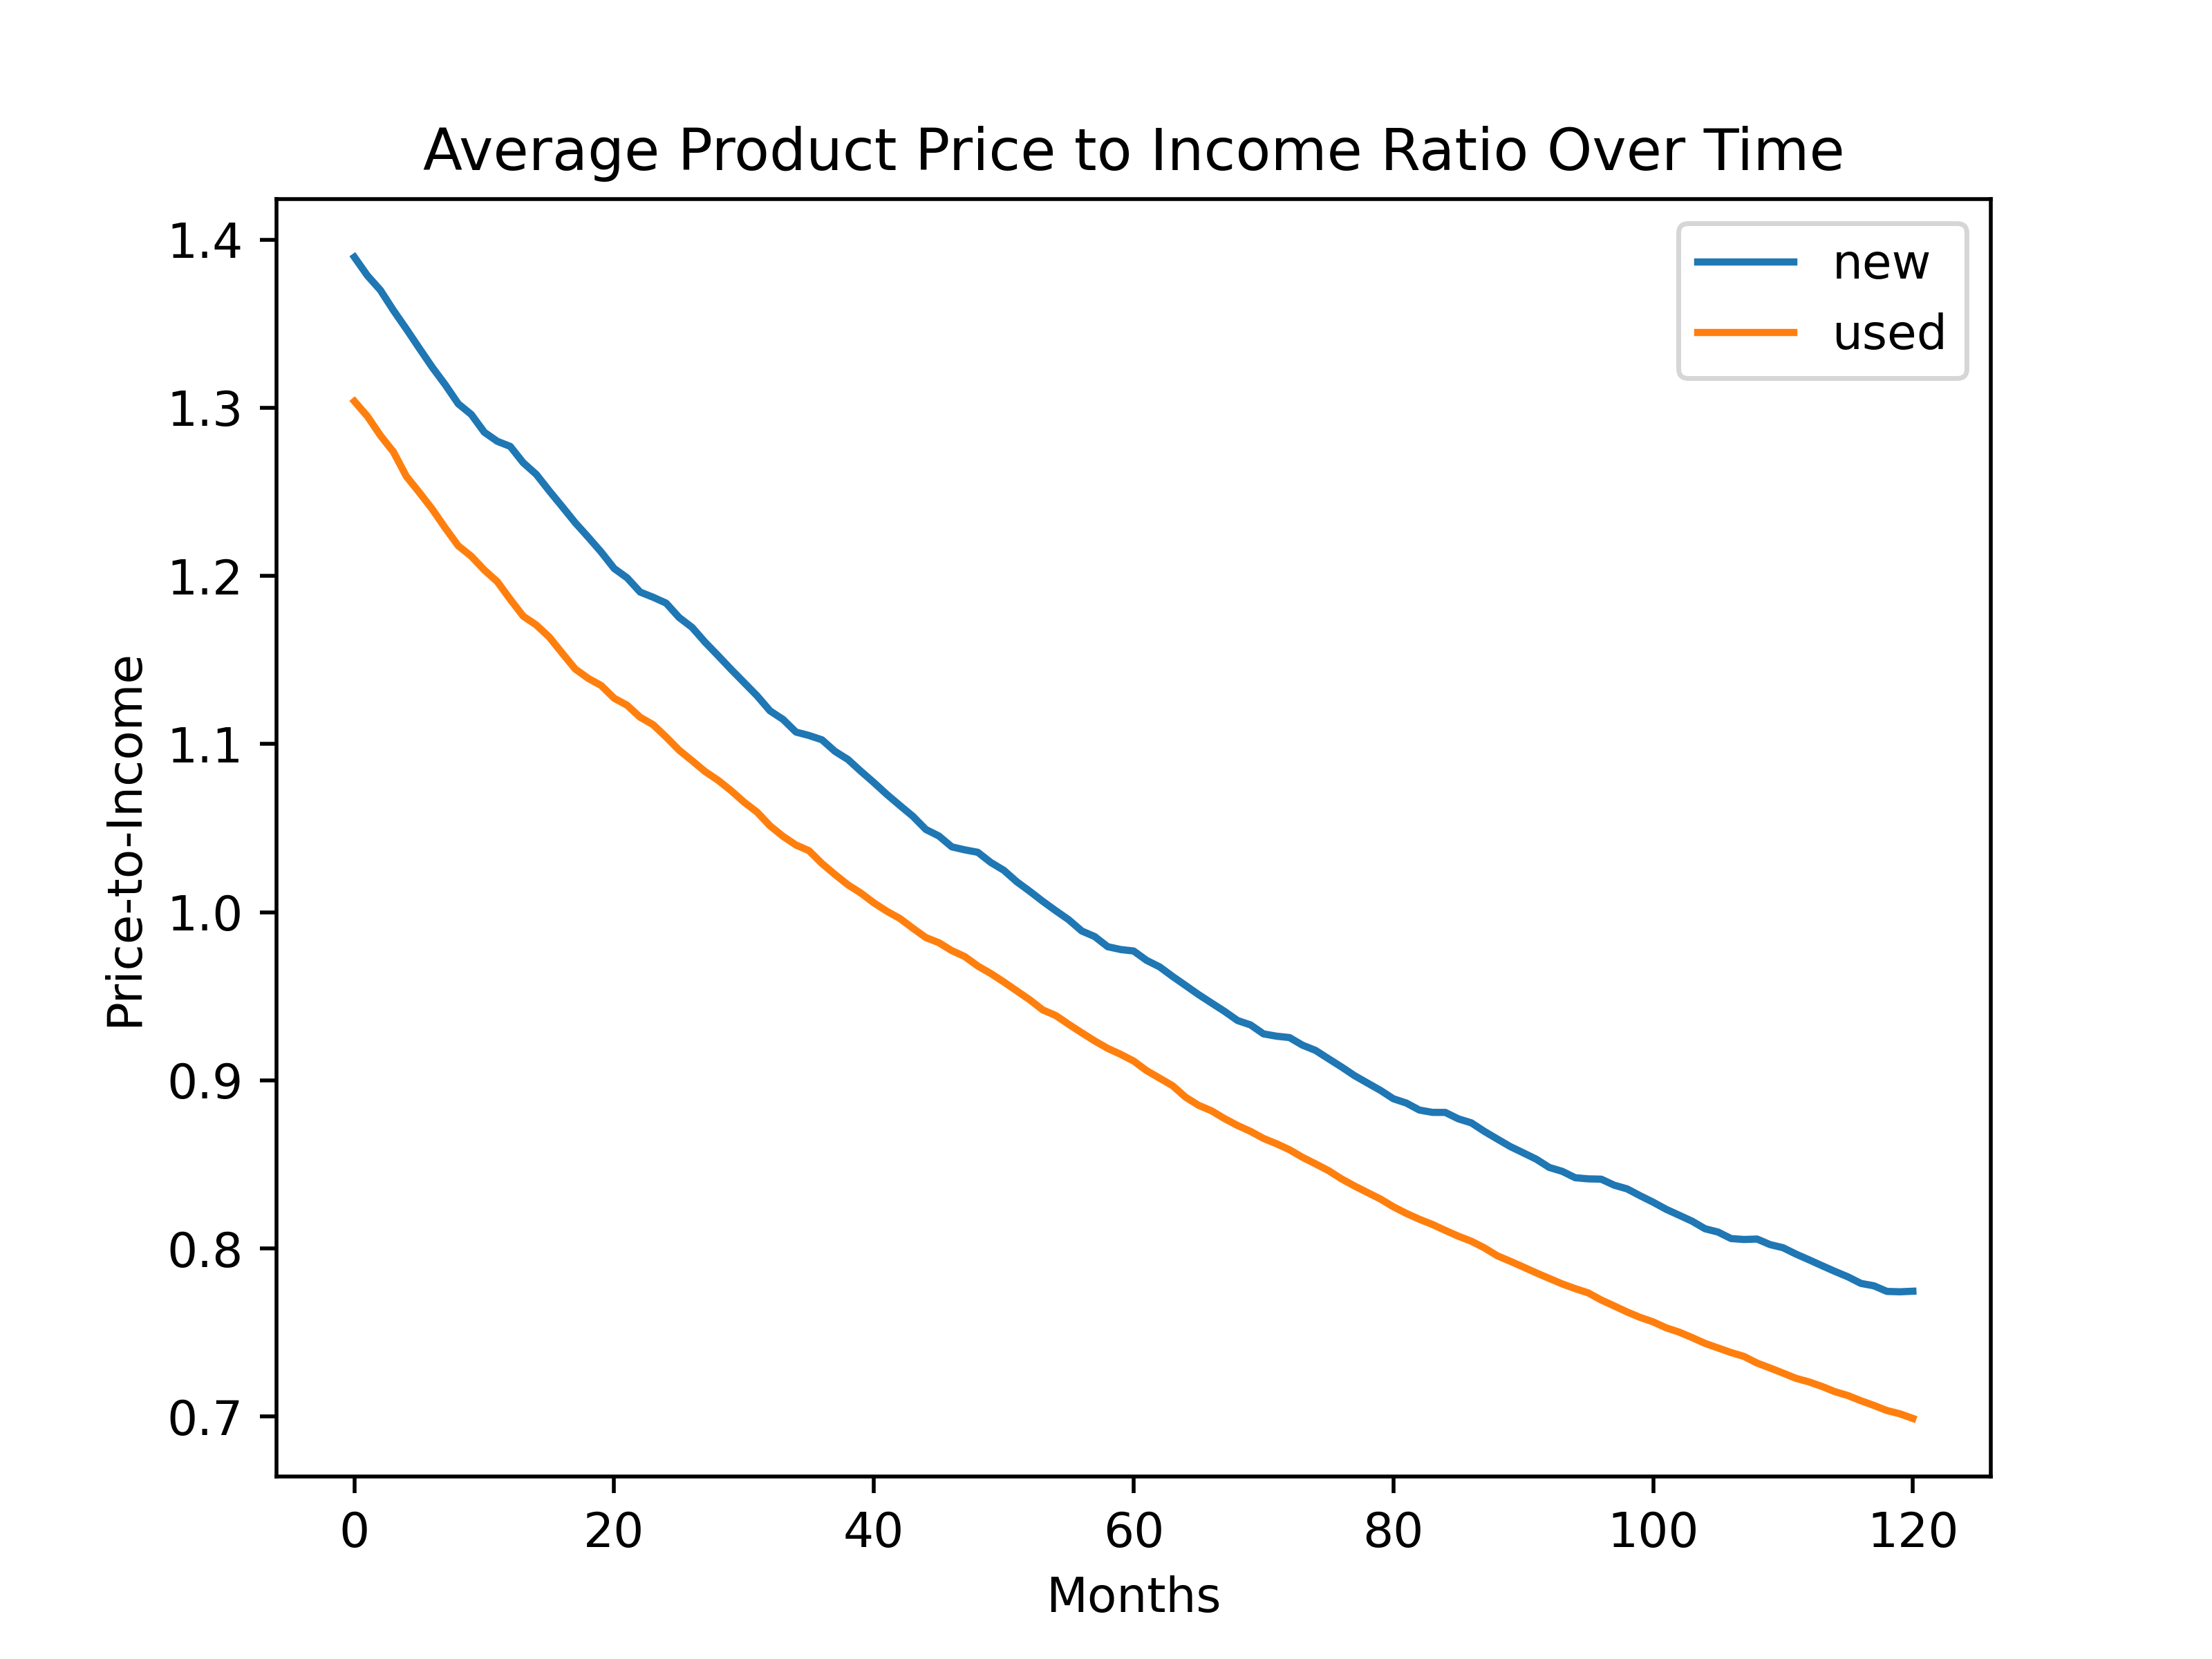 Average Product Price to Income Ratio Over Time
new
used
Price-to-Income
1.4
1.3
1.2
1.1
1.0
0.9
0.8
0.7
0 20 40 60 80 100 120
Months